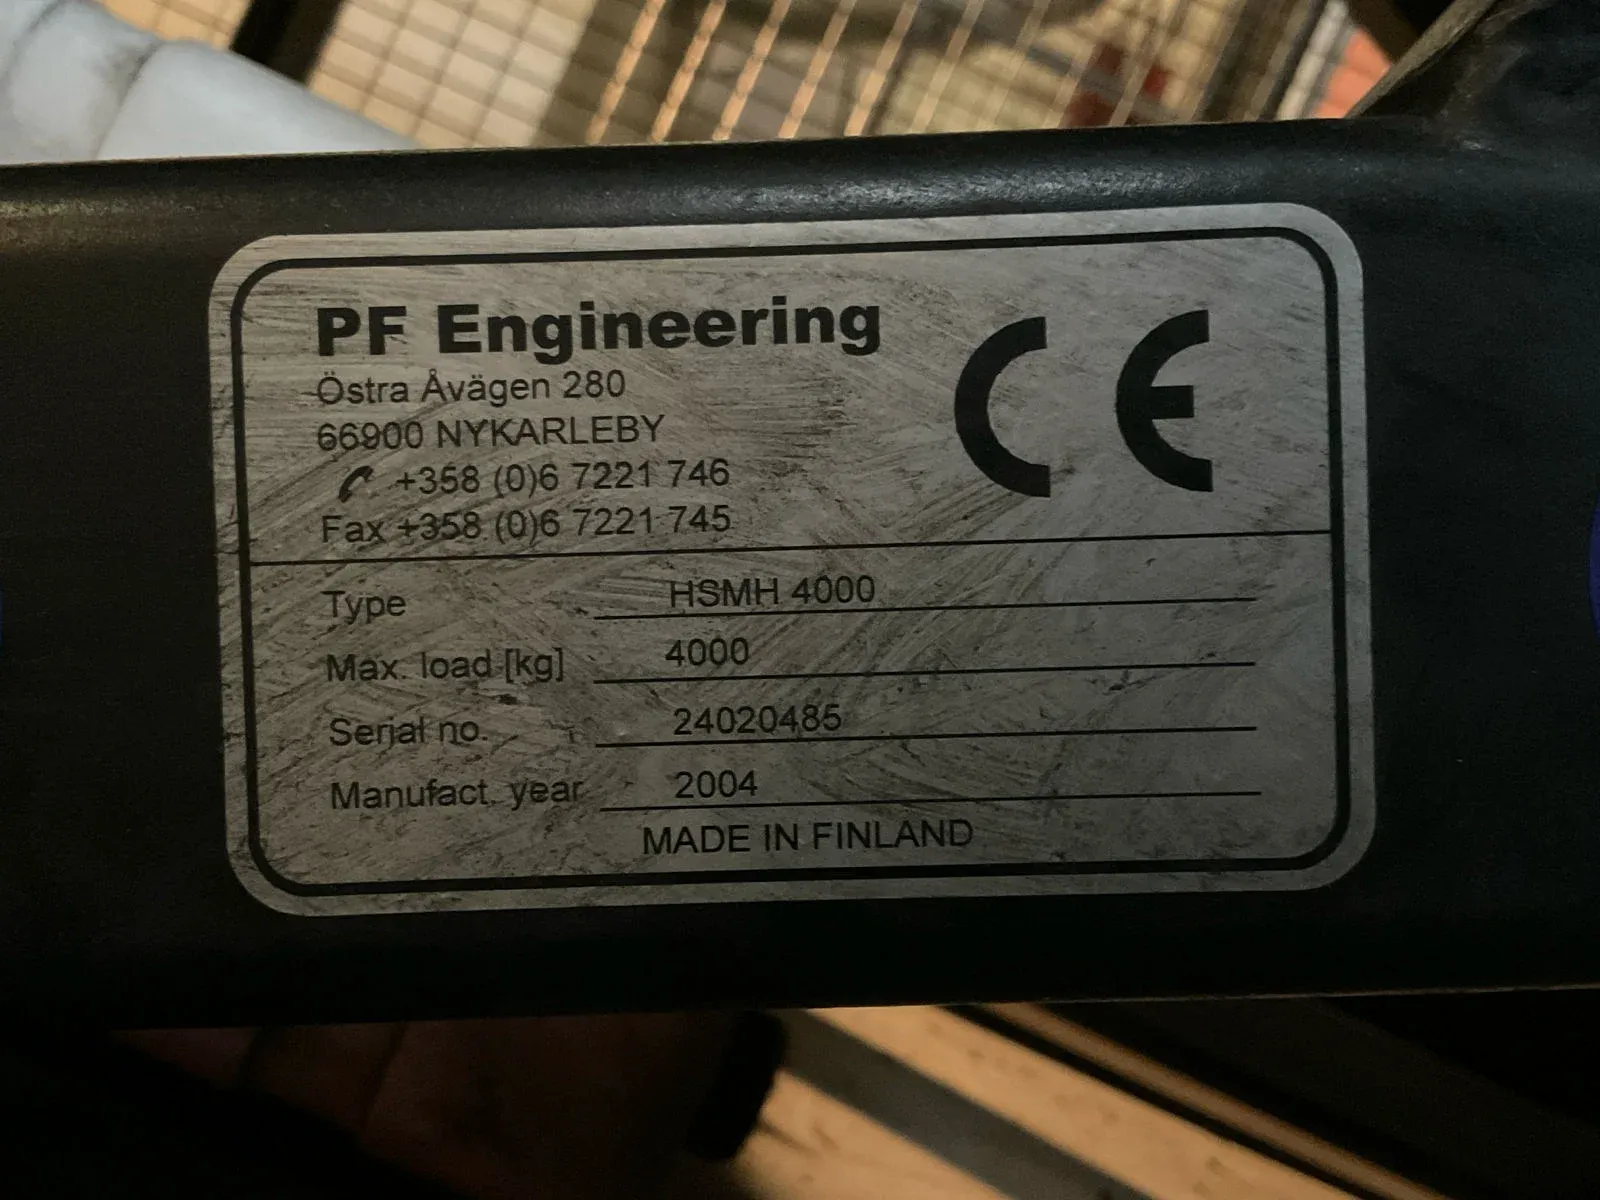 PF Engineering
Östra Åvägen 280
66900 NYKARLEBY
+358 (0)6 7221 746
Fax +358 (0)6 7221 745
CE
Type HSMH 4000
Max. load [kg] 4000
Serial no. 24020485
Manufact. year 2004
MADE IN FINLAND